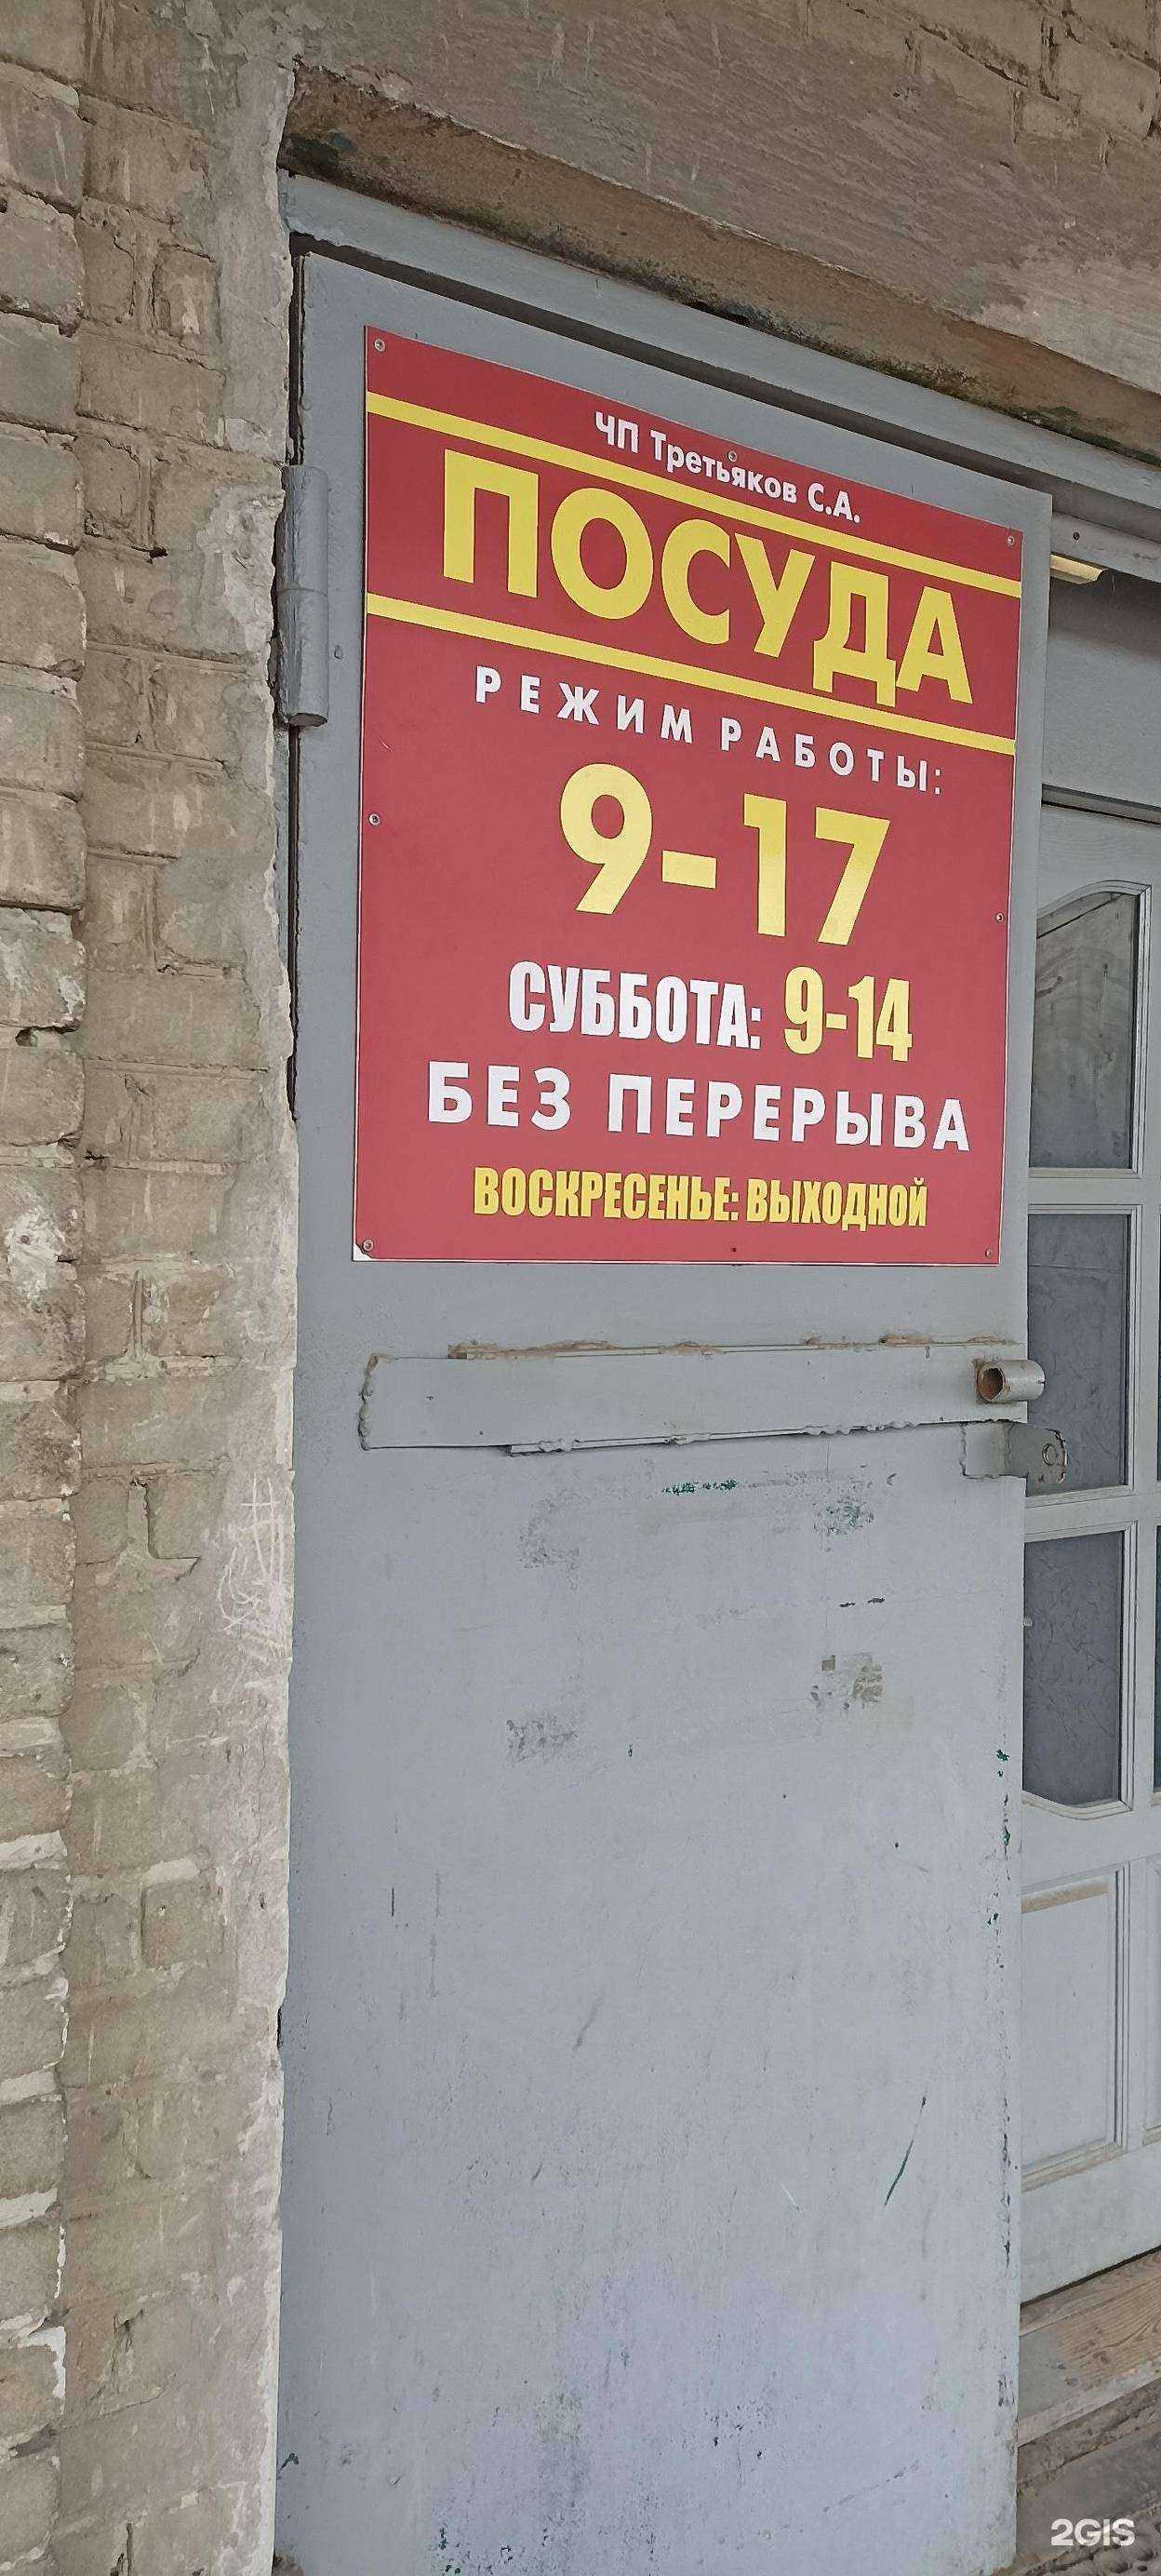 ЧП Третьяков С.А.
ПОСУДА
РЕЖИМ РАБОТЫ:
9-17
СУББОТА: 9-14
БЕЗ ПЕРЕРЫВА
ВОСКРЕСЕНЬЕ: ВЫХОДНОЙ
2GIS